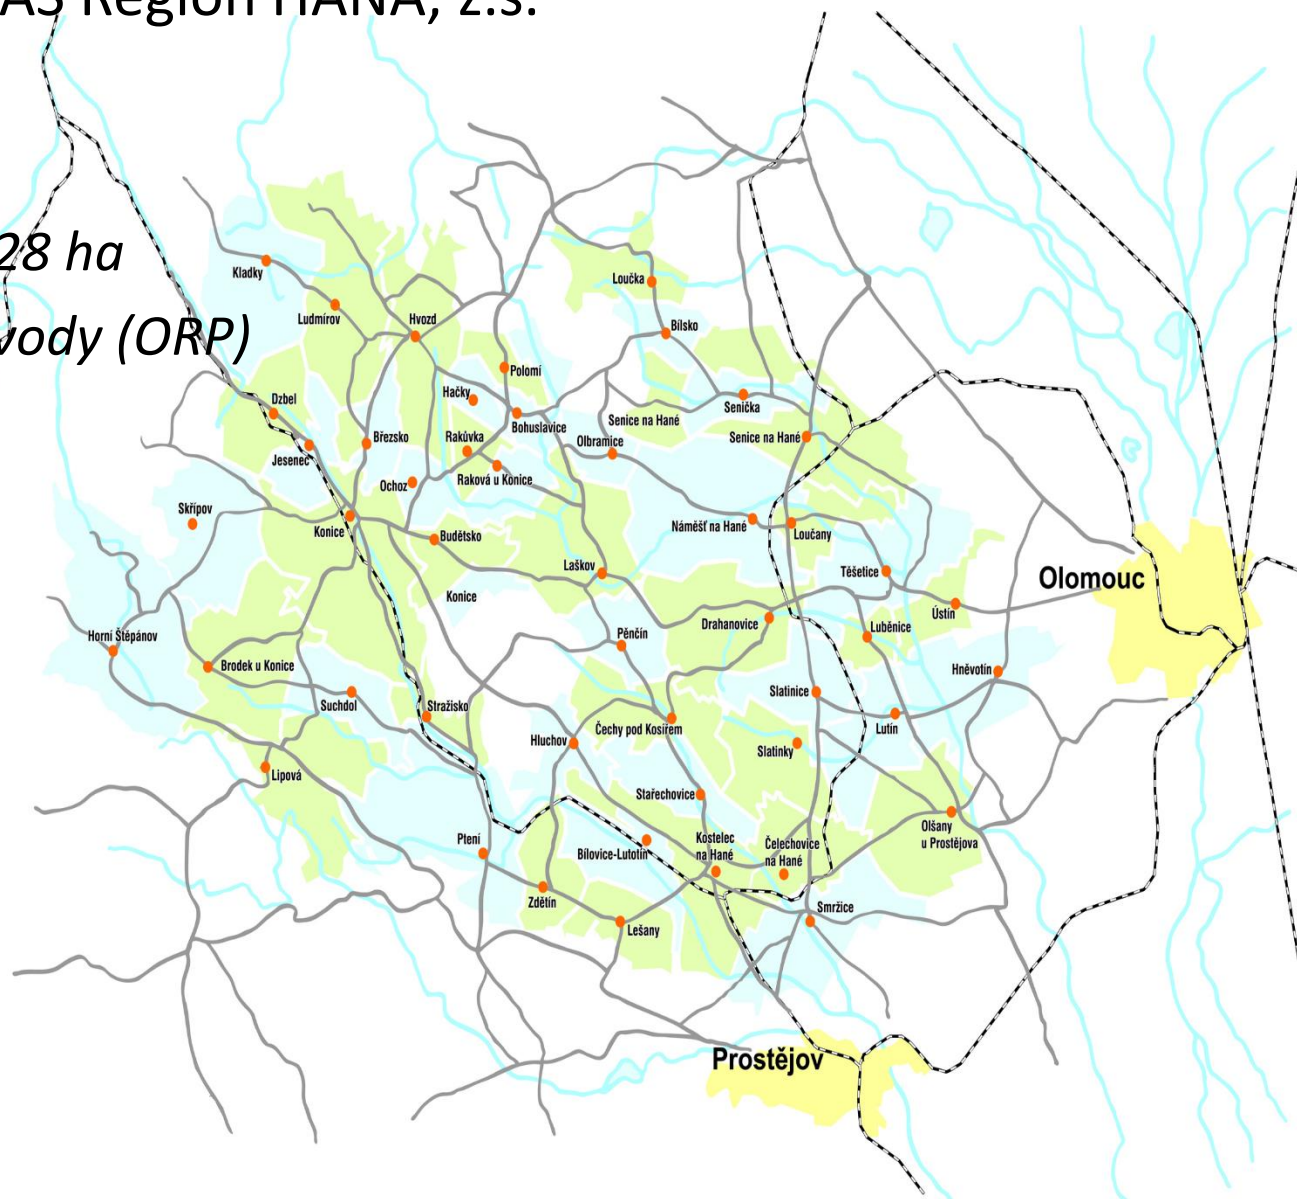 AS Region HANÁ, z.s.
28 ha
vody (ORP)
Kladky
Ludmírov
Hvozd
Loučka
Bílsko
Polomí
Hačky
Dzbel
Bohuslavice
Senička
Senice na Hané
Senice na Hané
Březsko
Rakůvka
Olbramice
Jesenec
Raková u Konice
Ochoz
Skřípov
Konice
Budětsko
Náměšť na Hané
Loučany
Laškov
Těšetice
Olomouc
Konice
Ústín
Drahanovice
Luběnice
Pěnčín
Horní Štěpánov
Brodek u Konice
Hněvotín
Suchdol
Stražisko
Slatinice
Čechy pod Kosířem
Lutín
Hluchov
Slatinky
Lipová
Stařechovice
Ptení
Bílovice-Lutotín
Kostelec
na Hané
Čelechovice
na Hané
Olšany
u Prostějova
Zdětín
Smržice
Lešany
Prostějov